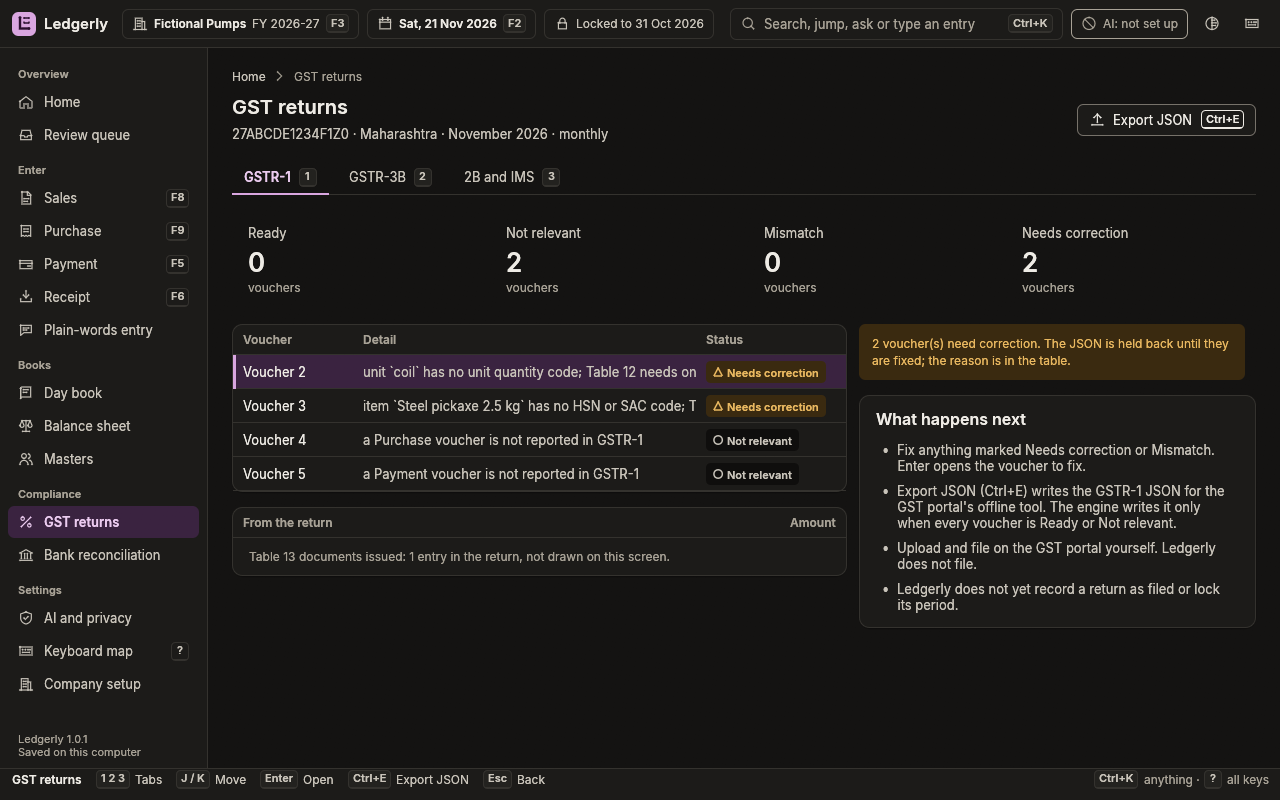 Ledgerly
Fictional Pumps FY 2026-27 F3
Sat, 21 Nov 2026 F2
Locked to 31 Oct 2026
Search, jump, ask or type an entry Ctrl+K
AI: not set up
Overview
Home
Review queue
Enter
Sales F8
Purchase F9
Payment F5
Receipt F6
Plain-words entry
Books
Day book
Balance sheet
Masters
Compliance
GST returns
Bank reconciliation
Settings
AI and privacy
Keyboard map ?
Company setup
Ledgerly 1.0.1
Saved on this computer
Home GST returns
GST returns
27ABCDE1234F1Z0 · Maharashtra · November 2026 · monthly
Export JSON Ctrl+E
GSTR-1 1 GSTR-3B 2 2B and IMS 3
Ready Not relevant Mismatch Needs correction
0 2 0 2
vouchers vouchers vouchers vouchers
Voucher Detail Status
Voucher 2 unit `coil` has no unit quantity code; Table 12 needs on Needs correction
Voucher 3 item `Steel pickaxe 2.5 kg` has no HSN or SAC code; T Needs correction
Voucher 4 a Purchase voucher is not reported in GSTR-1 Not relevant
Voucher 5 a Payment voucher is not reported in GSTR-1 Not relevant
From the return Amount
Table 13 documents issued: 1 entry in the return, not drawn on this screen.
2 voucher(s) need correction. The JSON is held back until they
are fixed; the reason is in the table.
What happens next
• Fix anything marked Needs correction or Mismatch.
Enter opens the voucher to fix.
• Export JSON (Ctrl+E) writes the GSTR-1 JSON for the
GST portal's offline tool. The engine writes it only
when every voucher is Ready or Not relevant.
• Upload and file on the GST portal yourself. Ledgerly
does not file.
• Ledgerly does not yet record a return as filed or lock
its period.
GST returns 1 2 3 Tabs J / K Move Enter Open Ctrl+E Export JSON Esc Back Ctrl+K anything · ? all keys